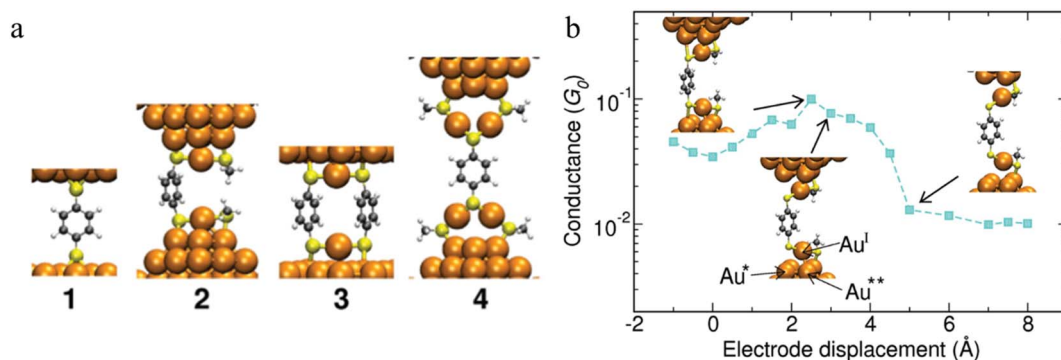 a
1
2
3
4
b
Conductance (G₀)
10⁻¹
10⁻²
Au^I
Au^*
Au^**
-2
0
2
4
6
8
Electrode displacement (Å)